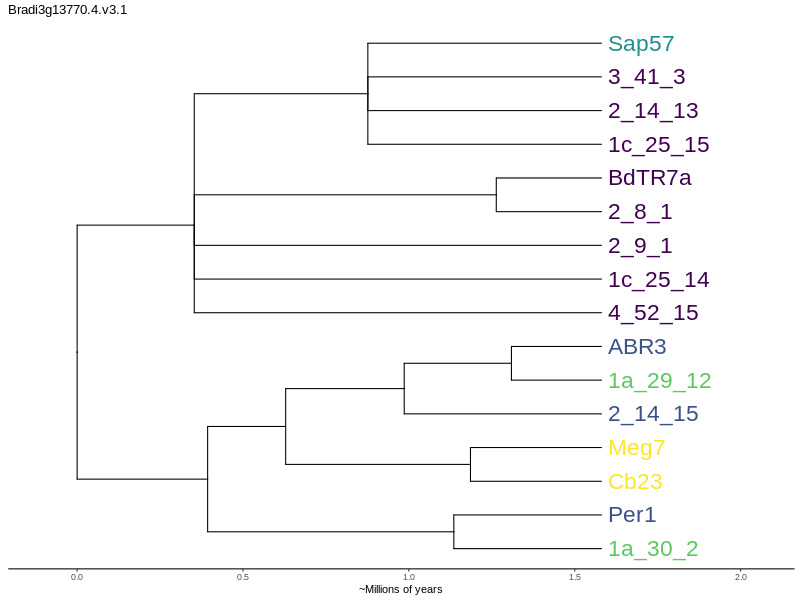 Bradi3g13770.4.v3.1
Sap57
3_41_3
2_14_13
1c_25_15
BdTR7a
2_8_1
2_9_1
1c_25_14
4_52_15
ABR3
1a_29_12
2_14_15
Meg7
Cb23
Per1
1a_30_2
0.0 0.5 1.0 1.5 2.0
~Millions of years